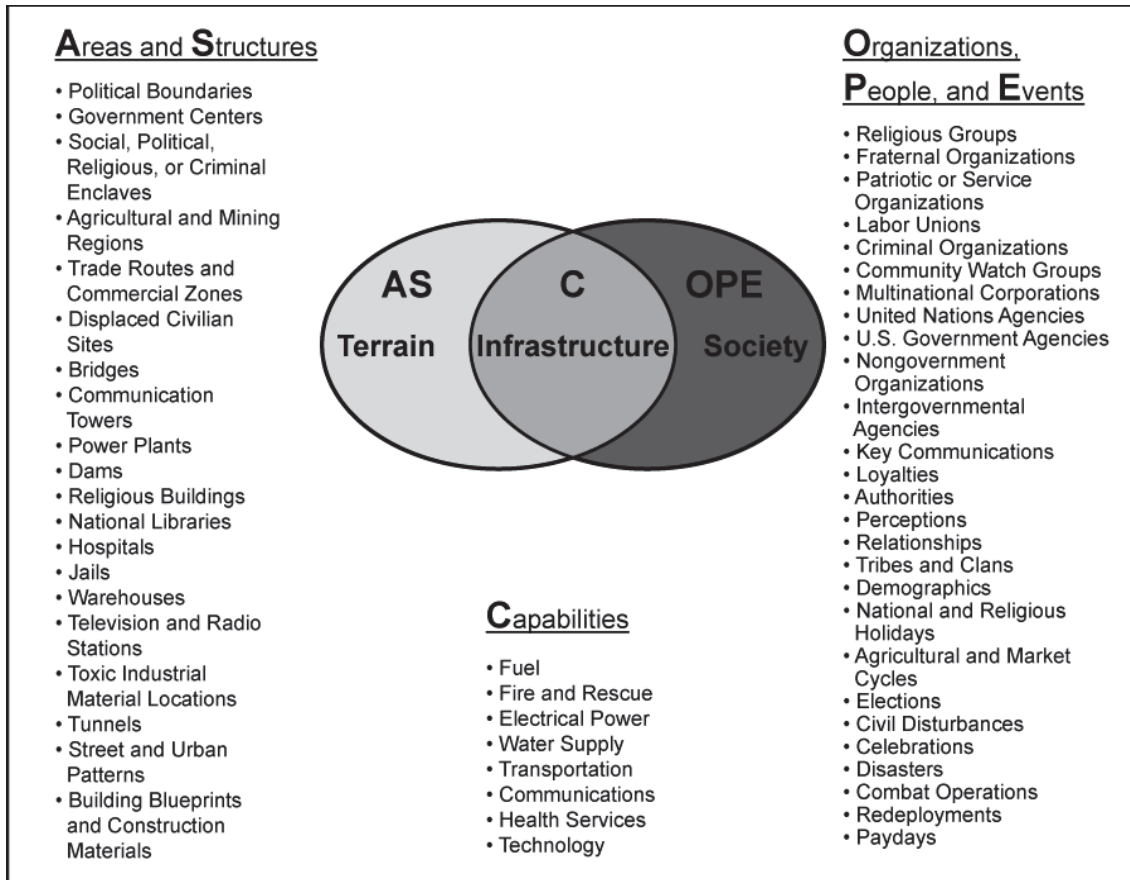 Areas and Structures
• Political Boundaries
• Government Centers
• Social, Political,
Religious, or Criminal
Enclaves
• Agricultural and Mining
Regions
• Trade Routes and
Commercial Zones
• Displaced Civilian
Sites
• Bridges
• Communication
Towers
• Power Plants
• Dams
• Religious Buildings
• National Libraries
• Hospitals
• Jails
• Warehouses
• Television and Radio
Stations
• Toxic Industrial
Material Locations
• Tunnels
• Street and Urban
Patterns
• Building Blueprints
and Construction
Materials
AS
Terrain
C
Infrastructure
OPE
Society
Capabilities
• Fuel
• Fire and Rescue
• Electrical Power
• Water Supply
• Transportation
• Communications
• Health Services
• Technology
Organizations,
People, and Events
• Religious Groups
• Fraternal Organizations
• Patriotic or Service
Organizations
• Labor Unions
• Criminal Organizations
• Community Watch Groups
• Multinational Corporations
• United Nations Agencies
• U.S. Government Agencies
• Nongovernment
Organizations
• Intergovernmental
Agencies
• Key Communications
• Loyalties
• Authorities
• Perceptions
• Relationships
• Tribes and Clans
• Demographics
• National and Religious
Holidays
• Agricultural and Market
Cycles
• Elections
• Civil Disturbances
• Celebrations
• Disasters
• Combat Operations
• Redeployments
• Paydays